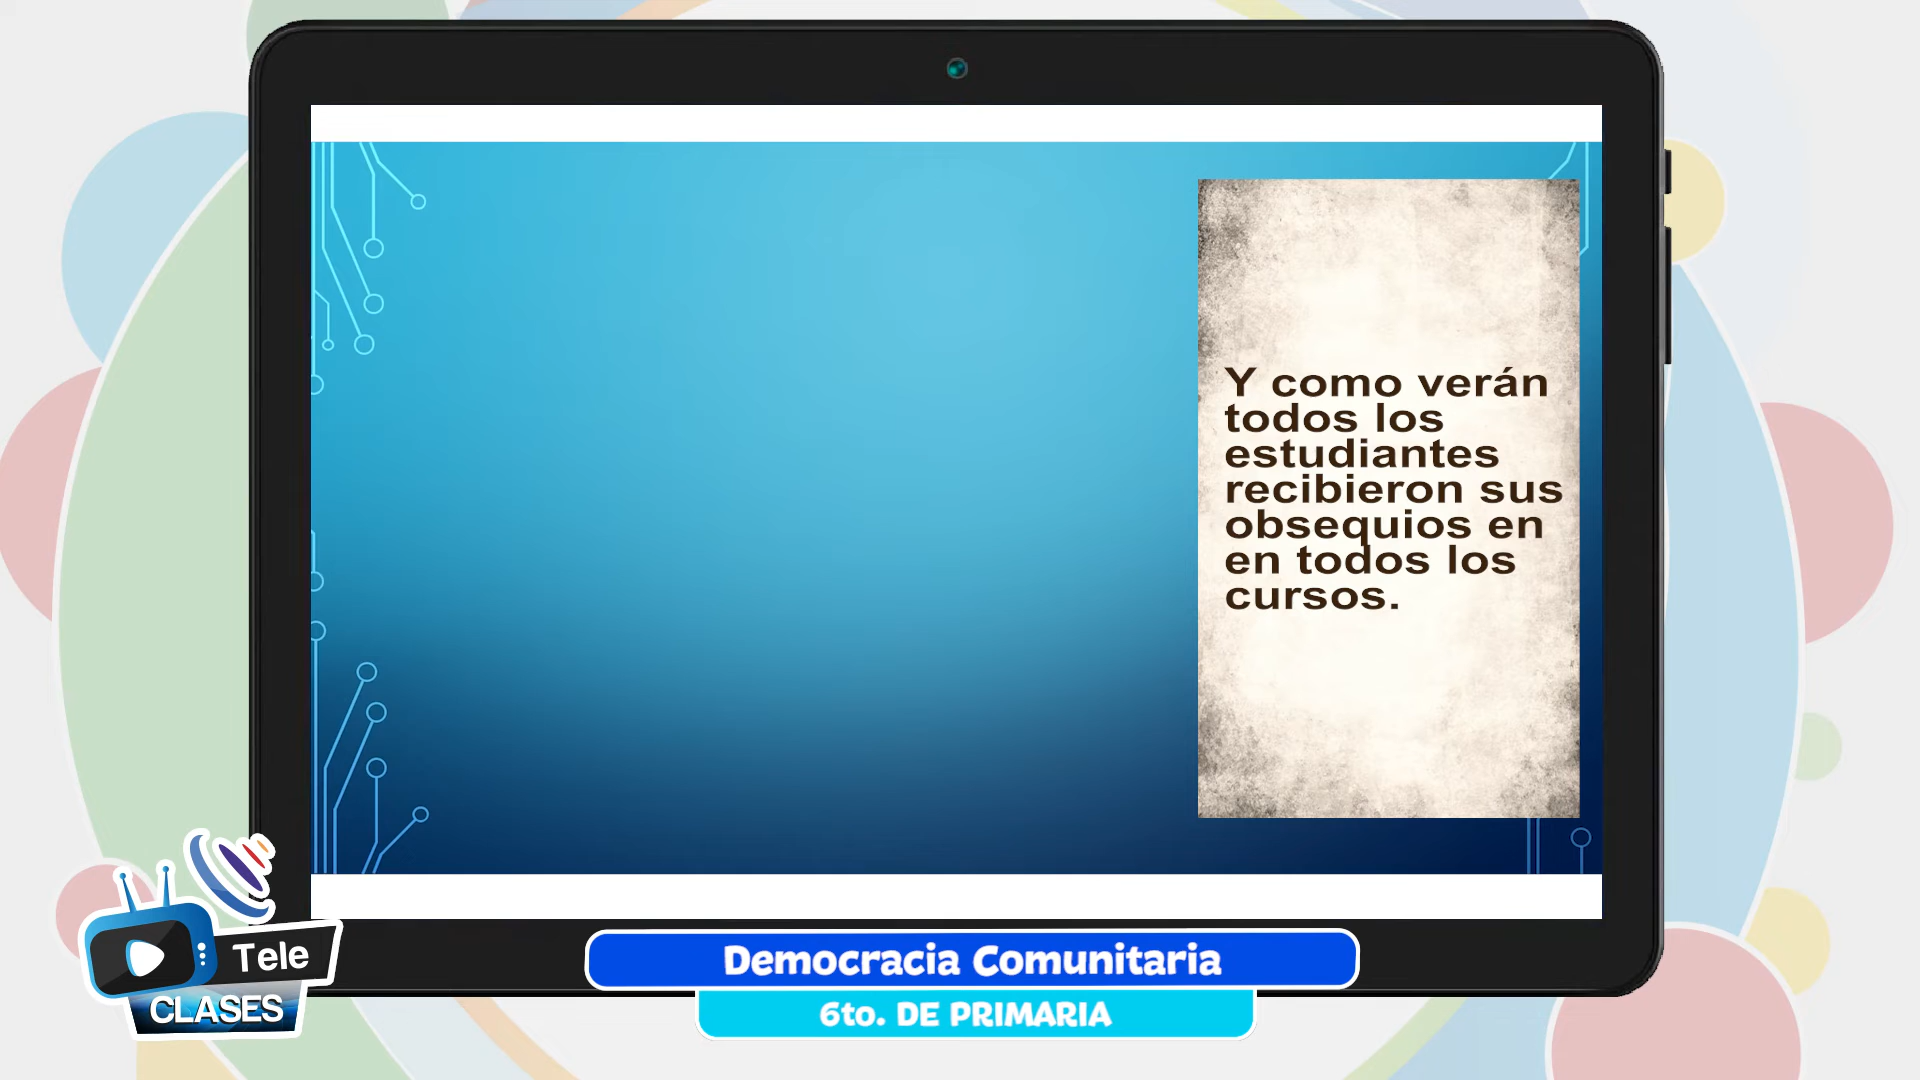 Y como verán
todos los
estudiantes
recibieron sus
obsequios en
en todos los
cursos.
Tele
CLASES
Democracia Comunitaria
6to. DE PRIMARIA